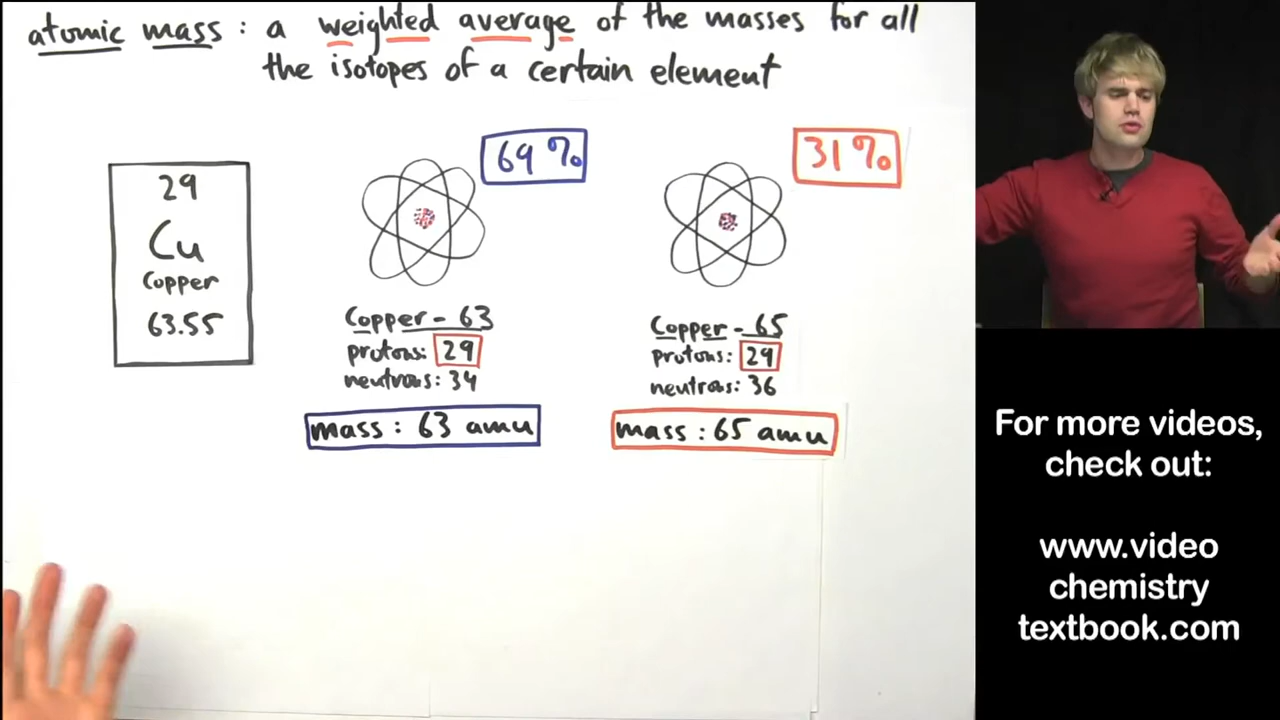 atomic mass : a weighted average of the masses for all
the isotopes of a certain element
29
Cu
Copper
63.55
69 %
Copper - 63
protons: 29
neutrons: 34
mass : 63 amu
31 %
Copper - 65
protons: 29
neutrons: 36
mass : 65 amu
For more videos,
check out:
www.video
chemistry
textbook.com